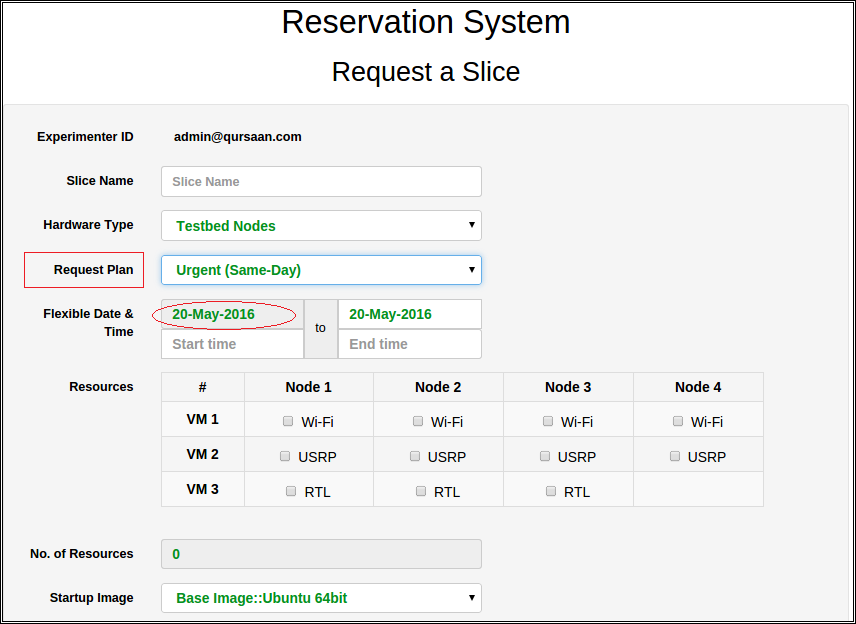 Reservation System
Request a Slice
Experimenter ID admin@qursaan.com
Slice Name Slice Name
Hardware Type Testbed Nodes
Request Plan Urgent (Same-Day)
Flexible Date & Time 20-May-2016 to 20-May-2016
Start time End time
Resources # Node 1 Node 2 Node 3 Node 4
VM 1 Wi-Fi Wi-Fi Wi-Fi Wi-Fi
VM 2 USRP USRP USRP USRP
VM 3 RTL RTL RTL
No. of Resources 0
Startup Image Base Image::Ubuntu 64bit